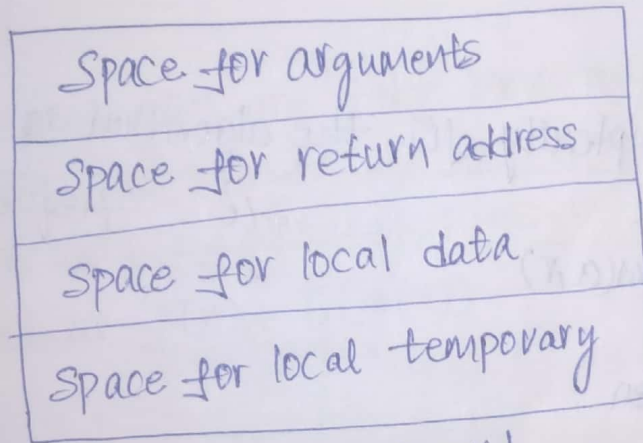 Space for arguments
Space for return address
Space for local data
Space for local temporary